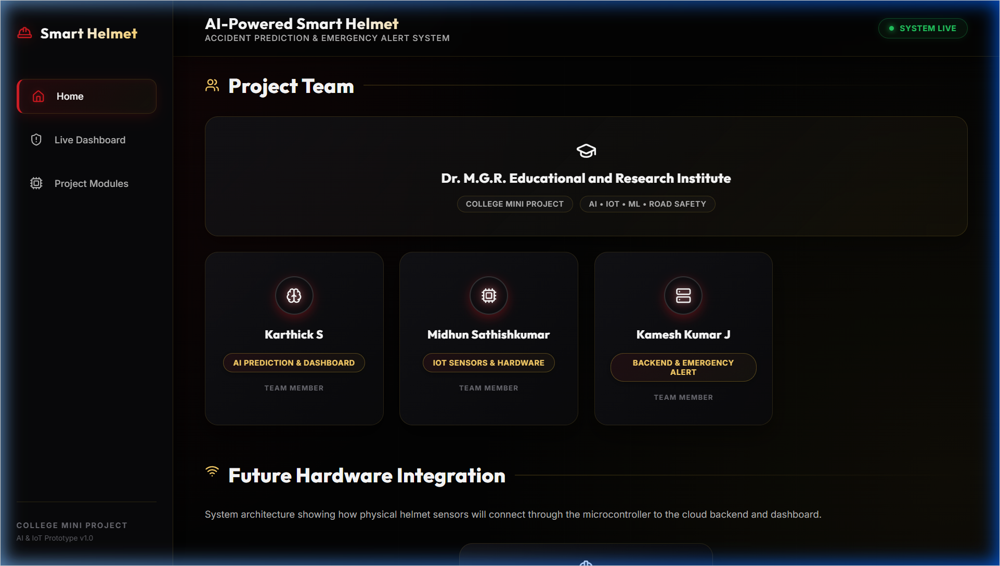 Smart Helmet
Home
Live Dashboard
Project Modules
COLLEGE MINI PROJECT
AI & IoT Prototype v1.0
AI-Powered Smart Helmet
ACCIDENT PREDICTION & EMERGENCY ALERT SYSTEM
SYSTEM LIVE
Project Team
Dr. M.G.R. Educational and Research Institute
COLLEGE MINI PROJECT
AI • IOT • ML • ROAD SAFETY
Karthick S
AI PREDICTION & DASHBOARD
TEAM MEMBER
Midhun Sathishkumar
IOT SENSORS & HARDWARE
TEAM MEMBER
Kamesh Kumar J
BACKEND & EMERGENCY
ALERT
TEAM MEMBER
Future Hardware Integration
System architecture showing how physical helmet sensors will connect through the microcontroller to the cloud backend and dashboard.